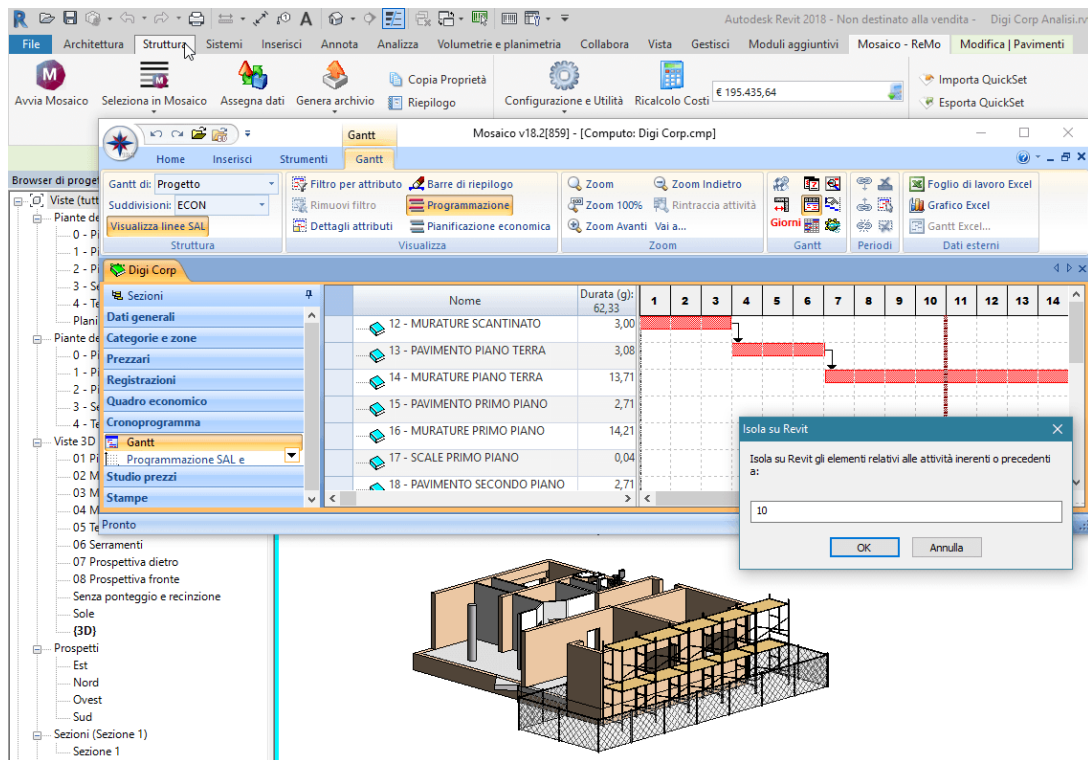 Autodesk Revit 2018 - Non destinato alla vendita - Digi Corp Analisi.rv
File Architettura Struttura Sistemi Inserisci Annota Analizza Volumetrie e planimetria Collabora Vista Gestisci Moduli aggiuntivi Mosaico - ReMo Modifica | Pavimenti
Avvia Mosaico Seleziona in Mosaico Assegna dati Genera archivio Copia Proprietà Riepilogo Configurazione e Utilità Ricalcolo Costi € 195.435,64 Importa QuickSet Esporta QuickSet
Gantt Mosaico v18.2[859] - [Computo: Digi Corp.cmp]
Home Inserisci Strumenti Gantt
Gantt di: Progetto
Suddivisioni: ECON
Visualizza linee SAL
Struttura
Filtro per attributo Barre di riepilogo
Rimuovi filtro Programmazione
Dettagli attributi Pianificazione economica
Visualizza
Zoom Zoom Indietro
Zoom 100% Rintraccia attività
Zoom Avanti Vai a...
Zoom
Giorni
Gantt
Periodi
Foglio di lavoro Excel
Grafico Excel
Gantt Excel...
Dati esterni
Browser di proge
Viste (tutt
Piante de
0 - P
1 - P
2 - Pi
3 - Se
4 - Te
Plani
Piante de
0 - P
1 - P
2 - P
3 - Se
4 - Te
Viste 3D
01 Pi
02 M
03 M
04 M
05 Te
06 Serramenti
07 Prospettiva dietro
08 Prospettiva fronte
Senza ponteggio e recinzione
Sole
{3D}
Prospetti
Est
Nord
Ovest
Sud
Sezioni (Sezione 1)
Sezione 1
Digi Corp
Sezioni
Dati generali
Categorie e zone
Prezzari
Registrazioni
Quadro economico
Cronoprogramma
Gantt
Programmazione SAL e
Studio prezzi
Stampe
Pronto
Nome Durata (g): 62,33 1 2 3 4 5 6 7 8 9 10 11 12 13 14
12 - MURATURE SCANTINATO 3,00
13 - PAVIMENTO PIANO TERRA 3,08
14 - MURATURE PIANO TERRA 13,71
15 - PAVIMENTO PRIMO PIANO 2,71
16 - MURATURE PRIMO PIANO 14,21
17 - SCALE PRIMO PIANO 0,04
18 - PAVIMENTO SECONDO PIANO 2,71
Isola su Revit
Isola su Revit gli elementi relativi alle attività inerenti o precedenti
a:
10
OK Annulla